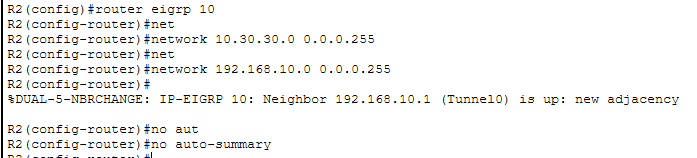 R2(config)#router eigrp 10
R2(config-router)#net
R2(config-router)#network 10.30.30.0 0.0.0.255
R2(config-router)#net
R2(config-router)#network 192.168.10.0 0.0.0.255
R2(config-router)#
%DUAL-5-NBRCHANGE: IP-EIGRP 10: Neighbor 192.168.10.1 (Tunnel0) is up: new adjacency
R2(config-router)#no aut
R2(config-router)#no auto-summary
R2(config-router)#